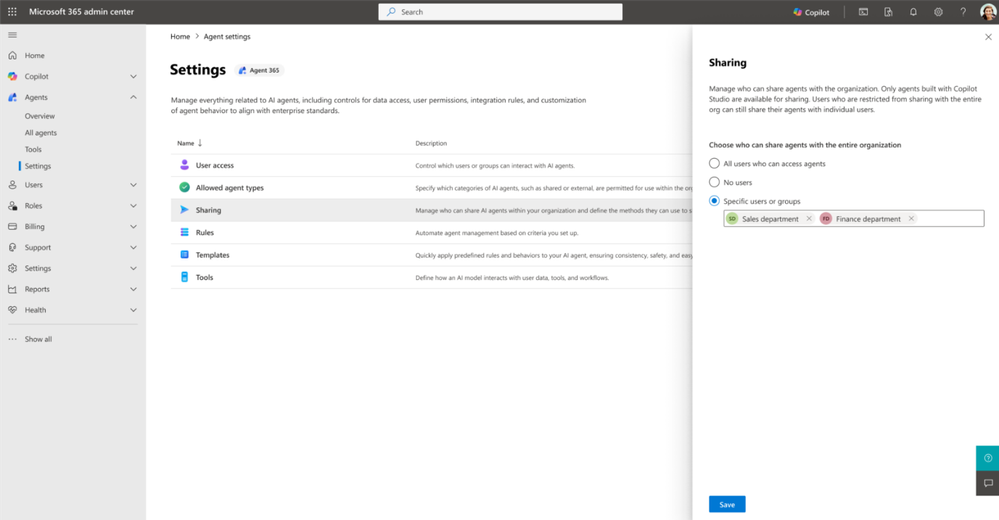 Microsoft 365 admin center
Search
Copilot
Home
Copilot
Agents
Overview
All agents
Tools
Settings
Users
Roles
Billing
Support
Settings
Reports
Health
Show all
Home > Agent settings
Settings
Agent 365
Manage everything related to AI agents, including controls for data access, user permissions, integration rules, and customization
of agent behavior to align with enterprise standards.
Name ↓ Description
User access Control which users or groups can interact with AI agents.
Allowed agent types Specify which categories of AI agents, such as shared or external, are permitted for use within the or
Sharing Manage who can share AI agents within your organization and define the methods they can use to s
Rules Automate agent management based on criteria you set up.
Templates Quickly apply predefined rules and behaviors to your AI agent, ensuring consistency, safety, and easy
Tools Define how an AI model interacts with user data, tools, and workflows.
Sharing
Manage who can share agents with the organization. Only agents built with Copilot
Studio are available for sharing. Users who are restricted from sharing with the entire
org can still share their agents with individual users.
Choose who can share agents with the entire organization
All users who can access agents
No users
Specific users or groups
SD Sales department FD Finance department
Save